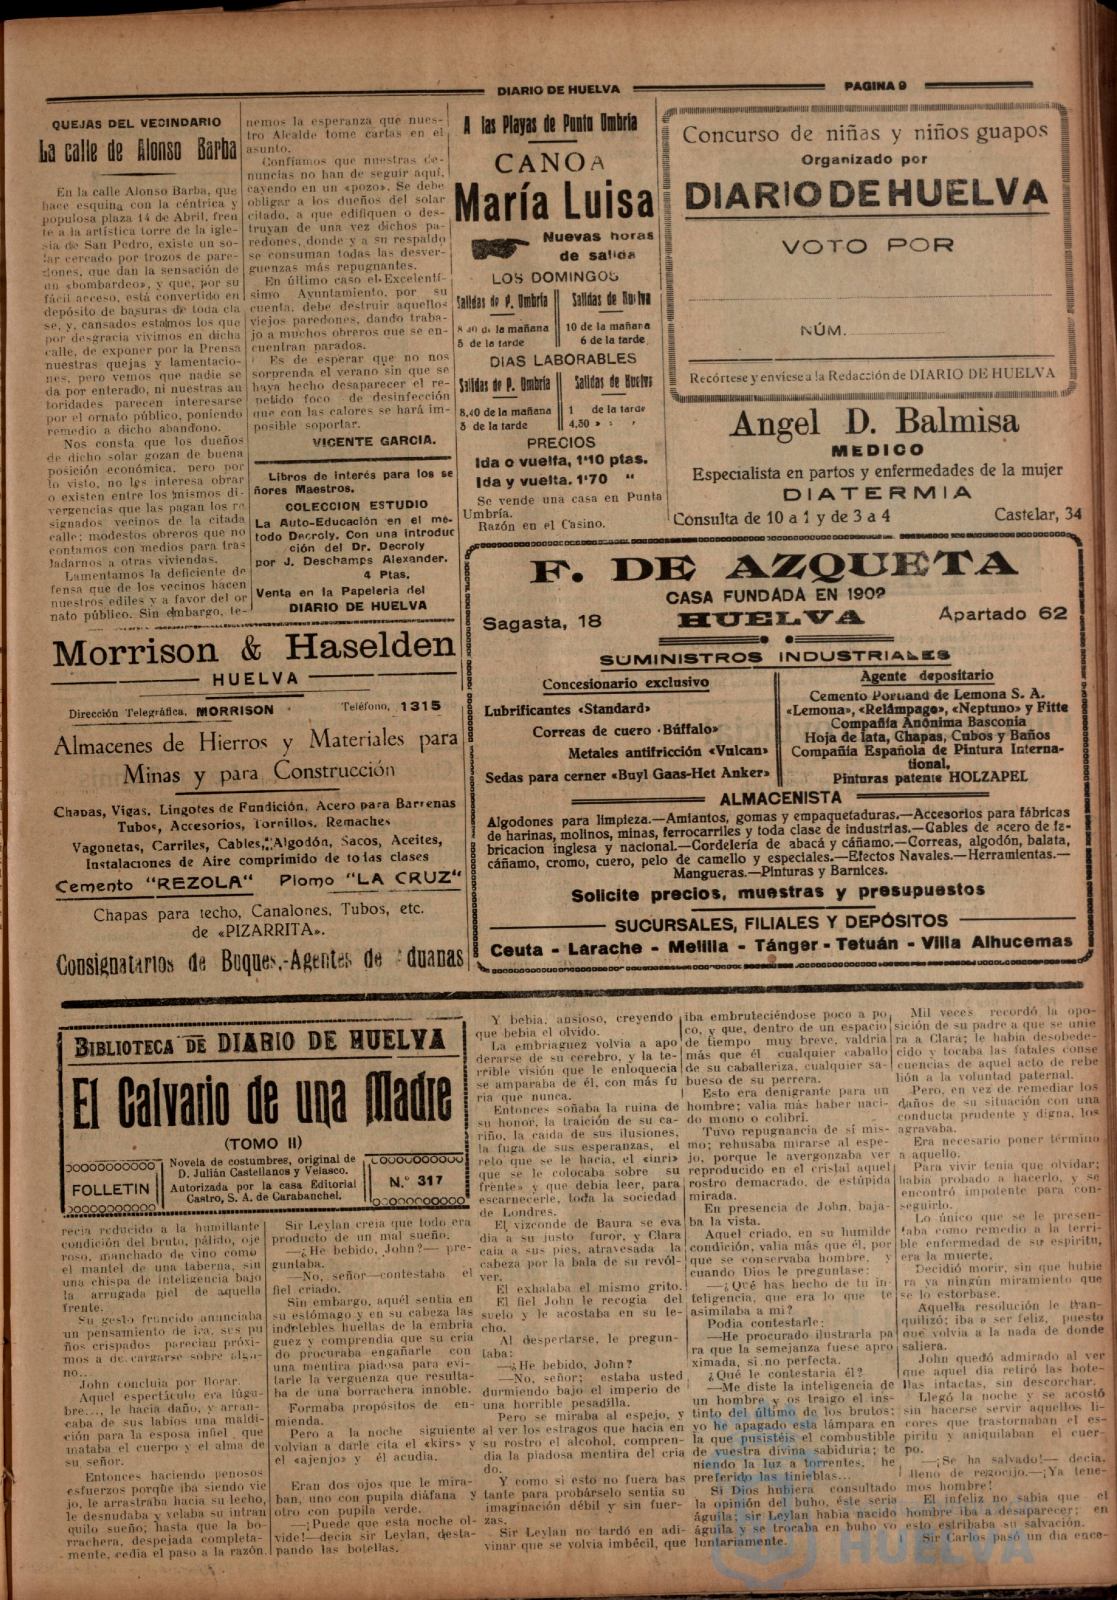 DIARIO DE HUELVA
PAGINA 9
QUEJAS DEL VECINDARIO
La calle de Alonso Barba
En la calle Alonso Barba, que
hace esquina con la céntrica y
populosa plaza 14 de Abril, fren
te a la artística torre de la igle-
sia de San Pedro, existe un so-
lar cercado por trozos de pare-
dones, que dan la sensación de
un «bombardeo», y que, por su
fácil acceso, está convertido en
depósito de basuras de toda cla
se, y, cansados estamos los que
por desgracia vivimos en dicha
calle, de exponer por la Prensa
nuestras quejas y lamentacio-
nes, pero vemos que nadie se
da por enterado, ni nuestras au
toridades parecen interesarse
por el ornato público, poniendo
remedio a dicho abandono.
Nos consta que los dueños
de dicho solar gozan de buena
posición económica, pero por
lo visto, no les interesa obrar
o existen entre los mismos di-
vergencias que las pagan los re
signados vecinos de la citada
calle; modestos obreros que no
contamos con medios para tras
ladarnos a otras viviendas.
Lamentamos la deficiente de
fensa que de los vecinos hacen
nuestros ediles y a favor del or
nato público. Sin embargo, te-
nemos la esperanza que nues-
tro Alcalde tome cartas en el
asunto.
Confiamos que nuestras de-
nuncias no han de seguir aquí,
cayendo en un «pozo». Se debe
obligar a los dueños del solar
citado, a que edifiquen o des-
truyan de una vez dichos pa-
redones, donde y a su respaldo
se consuman todas las desver-
guenzas más repugnantes.
En último caso el Excelentí-
simo Ayuntamiento, por su
cuenta, debe destruir aquellos
viejos paredones, dando traba-
jo a muchos obreros que se en-
cuentran parados.
Es de esperar que no nos
sorprenda el verano sin que se
haya hecho desaparecer el re-
petido foco de desinfección
que con las calores se hará im-
posible soportar.
VICENTE GARCIA.
Libros de interés para los se
ñores Maestros.
COLECCION ESTUDIO
La Auto-Educación en el mé-
todo Decroly. Con una introduc
ción del Dr. Decroly
por J. Deschamps Alexander.
4 Ptas.
Venta en la Papelería del
DIARIO DE HUELVA
A las Playas de Punto Umbría
CANOA
María Luisa
Nuevas horas
de salida
LOS DOMINGOS
Salidas de P. Umbría Salidas de Huelva
8,40 de la mañana 10 de la mañana
5 de la tarde 6 de la tarde
DIAS LABORABLES
Salidas de P. Umbría Salidas de Huelva
8,40 de la mañana 1 de la tarde
5 de la tarde 4,30 » » »
PRECIOS
Ida o vuelta, 1'10 ptas.
Ida y vuelta. 1'70 "
Se vende una casa en Punta
Umbría.
Razón en el Casino.
Concurso de niñas y niños guapos
Organizado por
DIARIO DE HUELVA
VOTO POR
NÚM.
Recórtese y envíese a la Redacción de DIARIO DE HUELVA
Angel D. Balmisa
MEDICO
Especialista en partos y enfermedades de la mujer
DIATERMIA
Consulta de 10 a 1 y de 3 a 4 Castelar, 34
F. DE AZQUETA
CASA FUNDADA EN 1902
Sagasta, 18 HUELVA Apartado 62
SUMINISTROS INDUSTRIALES
Concesionario exclusivo
Lubrificantes «Standard»
Correas de cuero «Búffalo»
Metales antifricción «Vulcan»
Sedas para cerner «Buyl Gaas-Het Anker»
Agente depositario
Cemento Portland de Lemona S. A.
«Lemona», «Relámpago», «Neptuno» y Fitte
Compañía Anónima Basconia
Hoja de lata, Chapas, Cubos y Baños
Compañía Española de Pintura Interna-
tional,
Pinturas patente HOLZAPEL
ALMACENISTA
Algodones para limpieza.—Amiantos, gomas y empaquetaduras.—Accesorios para fábricas
de harinas, molinos, minas, ferrocarriles y toda clase de industrias.—Cables de acero de fa-
bricacion inglesa y nacional.—Cordelería de abacá y cáñamo.—Correas, algodón, balata,
cáñamo, cromo, cuero, pelo de camello y especiales.—Efectos Navales.—Herramientas.—
Mangueras.—Pinturas y Barnices.
Solicite precios, muestras y presupuestos
SUCURSALES, FILIALES Y DEPÓSITOS
Ceuta - Larache - Melilla - Tánger - Tetuán - Villa Alhucemas
Morrison & Haselden
HUELVA
Dirección Telegráfica, MORRISON Teléfono, 1315
Almacenes de Hierros y Materiales para
Minas y para Construcción
Chapas, Vigas, Lingotes de Fundición, Acero para Barrenas
Tubos, Accesorios, Tornillos, Remaches
Vagonetas, Carriles, Cables, Algodón, Sacos, Aceites,
Instalaciones de Aire comprimido de todas clases
Cemento "REZOLA" Plomo "LA CRUZ"
Chapas para techo, Canalones, Tubos, etc.
de «PIZARRITA».
Consignatarios de Buques,-Agentes de Aduanas
BIBLIOTECA DE DIARIO DE HUELVA
El Calvario de una Madre
(TOMO II)
FOLLETIN
Novela de costumbres, original de
D. Julián Castellanos y Velasco.
Autorizada por la casa Editorial
Castro, S. A. de Carabanchel.
N.º 317
recía reducido a la humillante
condición del bruto, pálido, oje
roso, manchado de vino como
el mantel de una taberna, sin
una chispa de inteligencia bajo
la arrugada piel de aquella
frente.
Su gesto fruncido anunciaba
un pensamiento de ira, sus pu
ños crispados parecían próxi-
mos a descargarse sobre algu-
no...
John concluía por llorar.
Aquel espectáculo era lúgu-
bre..., le hacía daño, y arran-
caba de sus labios una maldi-
ción para la esposa infiel que
mataba el cuerpo y el alma de
su señor.
Entonces haciendo penosos
esfuerzos porque iba siendo vie
jo, le arrastraba hacia su lecho,
le desnudaba y velaba su intran
quilo sueño; hasta que la bo-
rrachera, despejada completa-
mente, cedía el paso a la razón.
Sir Leylan creía que todo era
producto de un mal sueño.
—¿He bebido, John?— pre-
guntaba.
—No, señor—contestaba el
fiel criado.
Sin embargo, aquél sentía en
su estómago y en su cabeza las
indelebles huellas de la embria
guez y comprendía que su cria
do procuraba engañarle con
una mentira piadosa para evi-
tarle la verguenza que resulta-
ba de una borrachera innoble.
Formaba propósitos de en-
mienda.
Pero a la noche siguiente
volvían a darle cita el «kirs» y
el «ajenjo» y él acudía.
Eran dos ojos que le mira-
ban, uno con pupila diáfana y
otro con pupila verde.
—¡Puede que esta noche ol-
vide!—decía sir Leylan, desta-
pando las botellas.
Y bebía, ansioso, creyendo
que bebía el olvido.
La embriaguez volvía a apo
derarse de su cerebro, y la te-
rrible visión que le enloquecía
se amparaba de él, con más fu
ria que nunca.
Entonces soñaba la ruina de
su honor, la traición de su ca-
riño, la caída de sus ilusiones,
la fuga de sus esperanzas, el
reto que se le hacía, el «inri»
que se le colocaba sobre su
frente» y que debía leer, para
escarnecerle, toda la sociedad
de Londres.
El vizconde de Baura se eva
día a su justo furor, y Clara
caía a sus pies, atravesada la
cabeza por la bala de su revól-
ver.
El exhalaba el mismo grito.
El fiel John le recogía del
suelo y le acostaba en su le-
cho.
Al despertarse, le pregun-
taba:
—¿He bebido, John?
—No, señor; estaba usted
durmiendo bajo el imperio de
una horrible pesadilla.
Pero se miraba al espejo, y
al ver los estragos que hacía en
su rostro el alcohol, compren-
día la piadosa mentira del cria
do.
Y como si esto no fuera bas
tante para probárselo sentía su
imaginación débil y sin fuer-
zas.
Sir Leylan no tardó en adi-
vinar que se volvía imbécil, que
iba embruteciéndose poco a po
co, y que, dentro de un espacio
de tiempo muy breve, valdría
más que él cualquier caballo
de su caballeriza, cualquier sa-
bueso de su perrera.
Esto era denigrante para un
hombre; valía más haber naci-
do mono o colibrí.
Tuvo repugnancia de sí mis-
mo; rehusaba mirarse al espe-
jo, porque le avergonzaba ver
reproducido en el cristal aquel
rostro demacrado, de estúpida
mirada.
En presencia de John, baja-
ba la vista.
Aquel criado, en su humilde
condición, valía más que él, por
que se conservaba hombre, y
cuando Dios le preguntase:
—¿Qué has hecho de tu in-
teligencia, que era lo que te
asimilaba a mí?
Podía contestarle:
—He procurado ilustrarla pa
ra que la semejanza fuese apro
ximada, si no perfecta.
¿Qué le contestaría él?
—Me diste la inteligencia de
un hombre y os traigo el ins-
tinto del último de los brutos;
yo he apagado esta lámpara en
la que pusistéis el combustible
de vuestra divina sabiduría; te
niendo la luz a torrentes, he
preferido las tinieblas...
Si Dios hubiera consultado
la opinión del buho, éste sería
águila; sir Leylan había nacido
águila y se trocaba en buho vo
luntariamente.
Mil veces recordó la opo-
sición de su padre a que se unie
ra a Clara; le había desobede-
cido y tocaba las fatales conse
cuencias de aquel acto de rebe
lión a la voluntad paternal.
Pero, en vez de remediar los
daños de su situación con una
conducta prudente y digna, los
agravaba.
Era necesario poner término
a aquello.
Para vivir tenía que olvidar;
había probado a hacerlo, y se
encontró impotente para con-
seguirlo.
Lo único que se le presen-
taba como remedio a la terri-
ble enfermedad de su espíritu,
era la muerte.
Decidió morir, sin que hubie
ra ya ningún miramiento que
se lo estorbase.
Aquella resolución le tran-
quilizó; iba a ser feliz, puesto
que volvía a la nada de donde
saliera.
John quedó admirado al ver
que aquel día retiró las bote-
llas intactas, sin descorchar.
Llegó la noche y se acostó
sin hacerse servir aquellos li-
cores que trastornaban el es-
píritu y aniquilaban el cuer-
po.
—¡Se ha salvado!— decía.
lleno de regocijo.—¡Ya tene-
mos hombre!
El infeliz no sabía que el
hombre iba a desaparecer; en
esto estribaba su salvación.
Sir Carlos pasó un día ence-
HUELVA